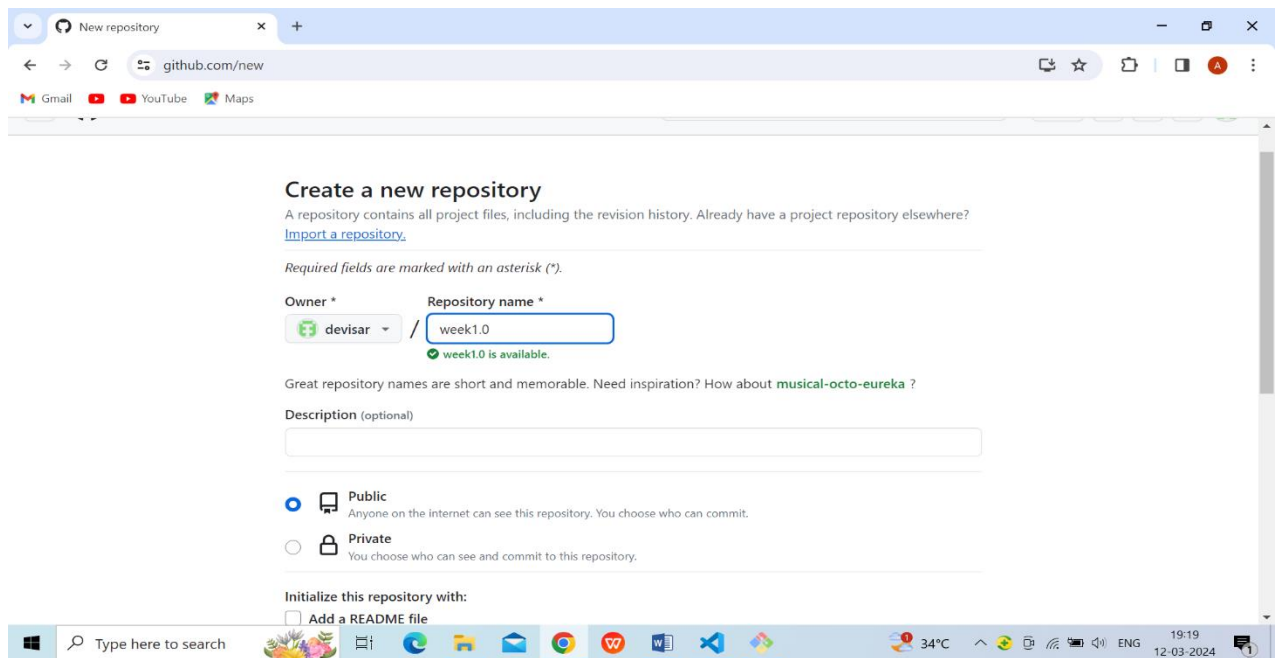 New repository
github.com/new
A
Gmail
YouTube
Maps
Create a new repository
A repository contains all project files, including the revision history. Already have a project repository elsewhere?
Import a repository.
Required fields are marked with an asterisk (*).
Owner *
Repository name *
devisar
/
week1.0
week1.0 is available.
Great repository names are short and memorable. Need inspiration? How about musical-octo-eureka ?
Description (optional)
Public
Anyone on the internet can see this repository. You choose who can commit.
Private
You choose who can see and commit to this repository.
Initialize this repository with:
Add a README file
Type here to search
1
34°C
ENG
19:19
12-03-2024
1